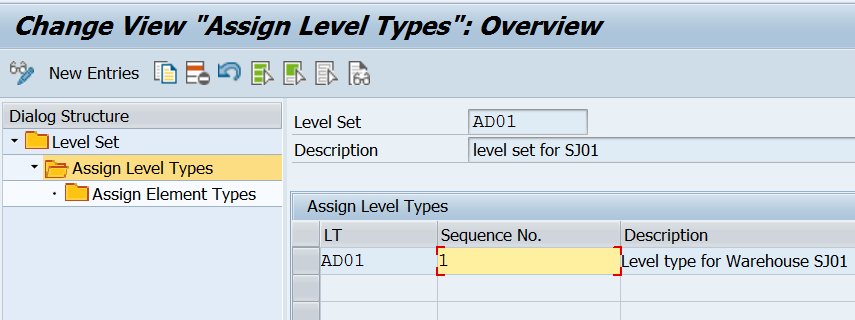 Change View "Assign Level Types": Overview
New Entries
Dialog Structure
Level Set
Assign Level Types
Assign Element Types
Level Set AD01
Description level set for SJ01
Assign Level Types
LT Sequence No. Description
AD01 1 Level type for Warehouse SJ01